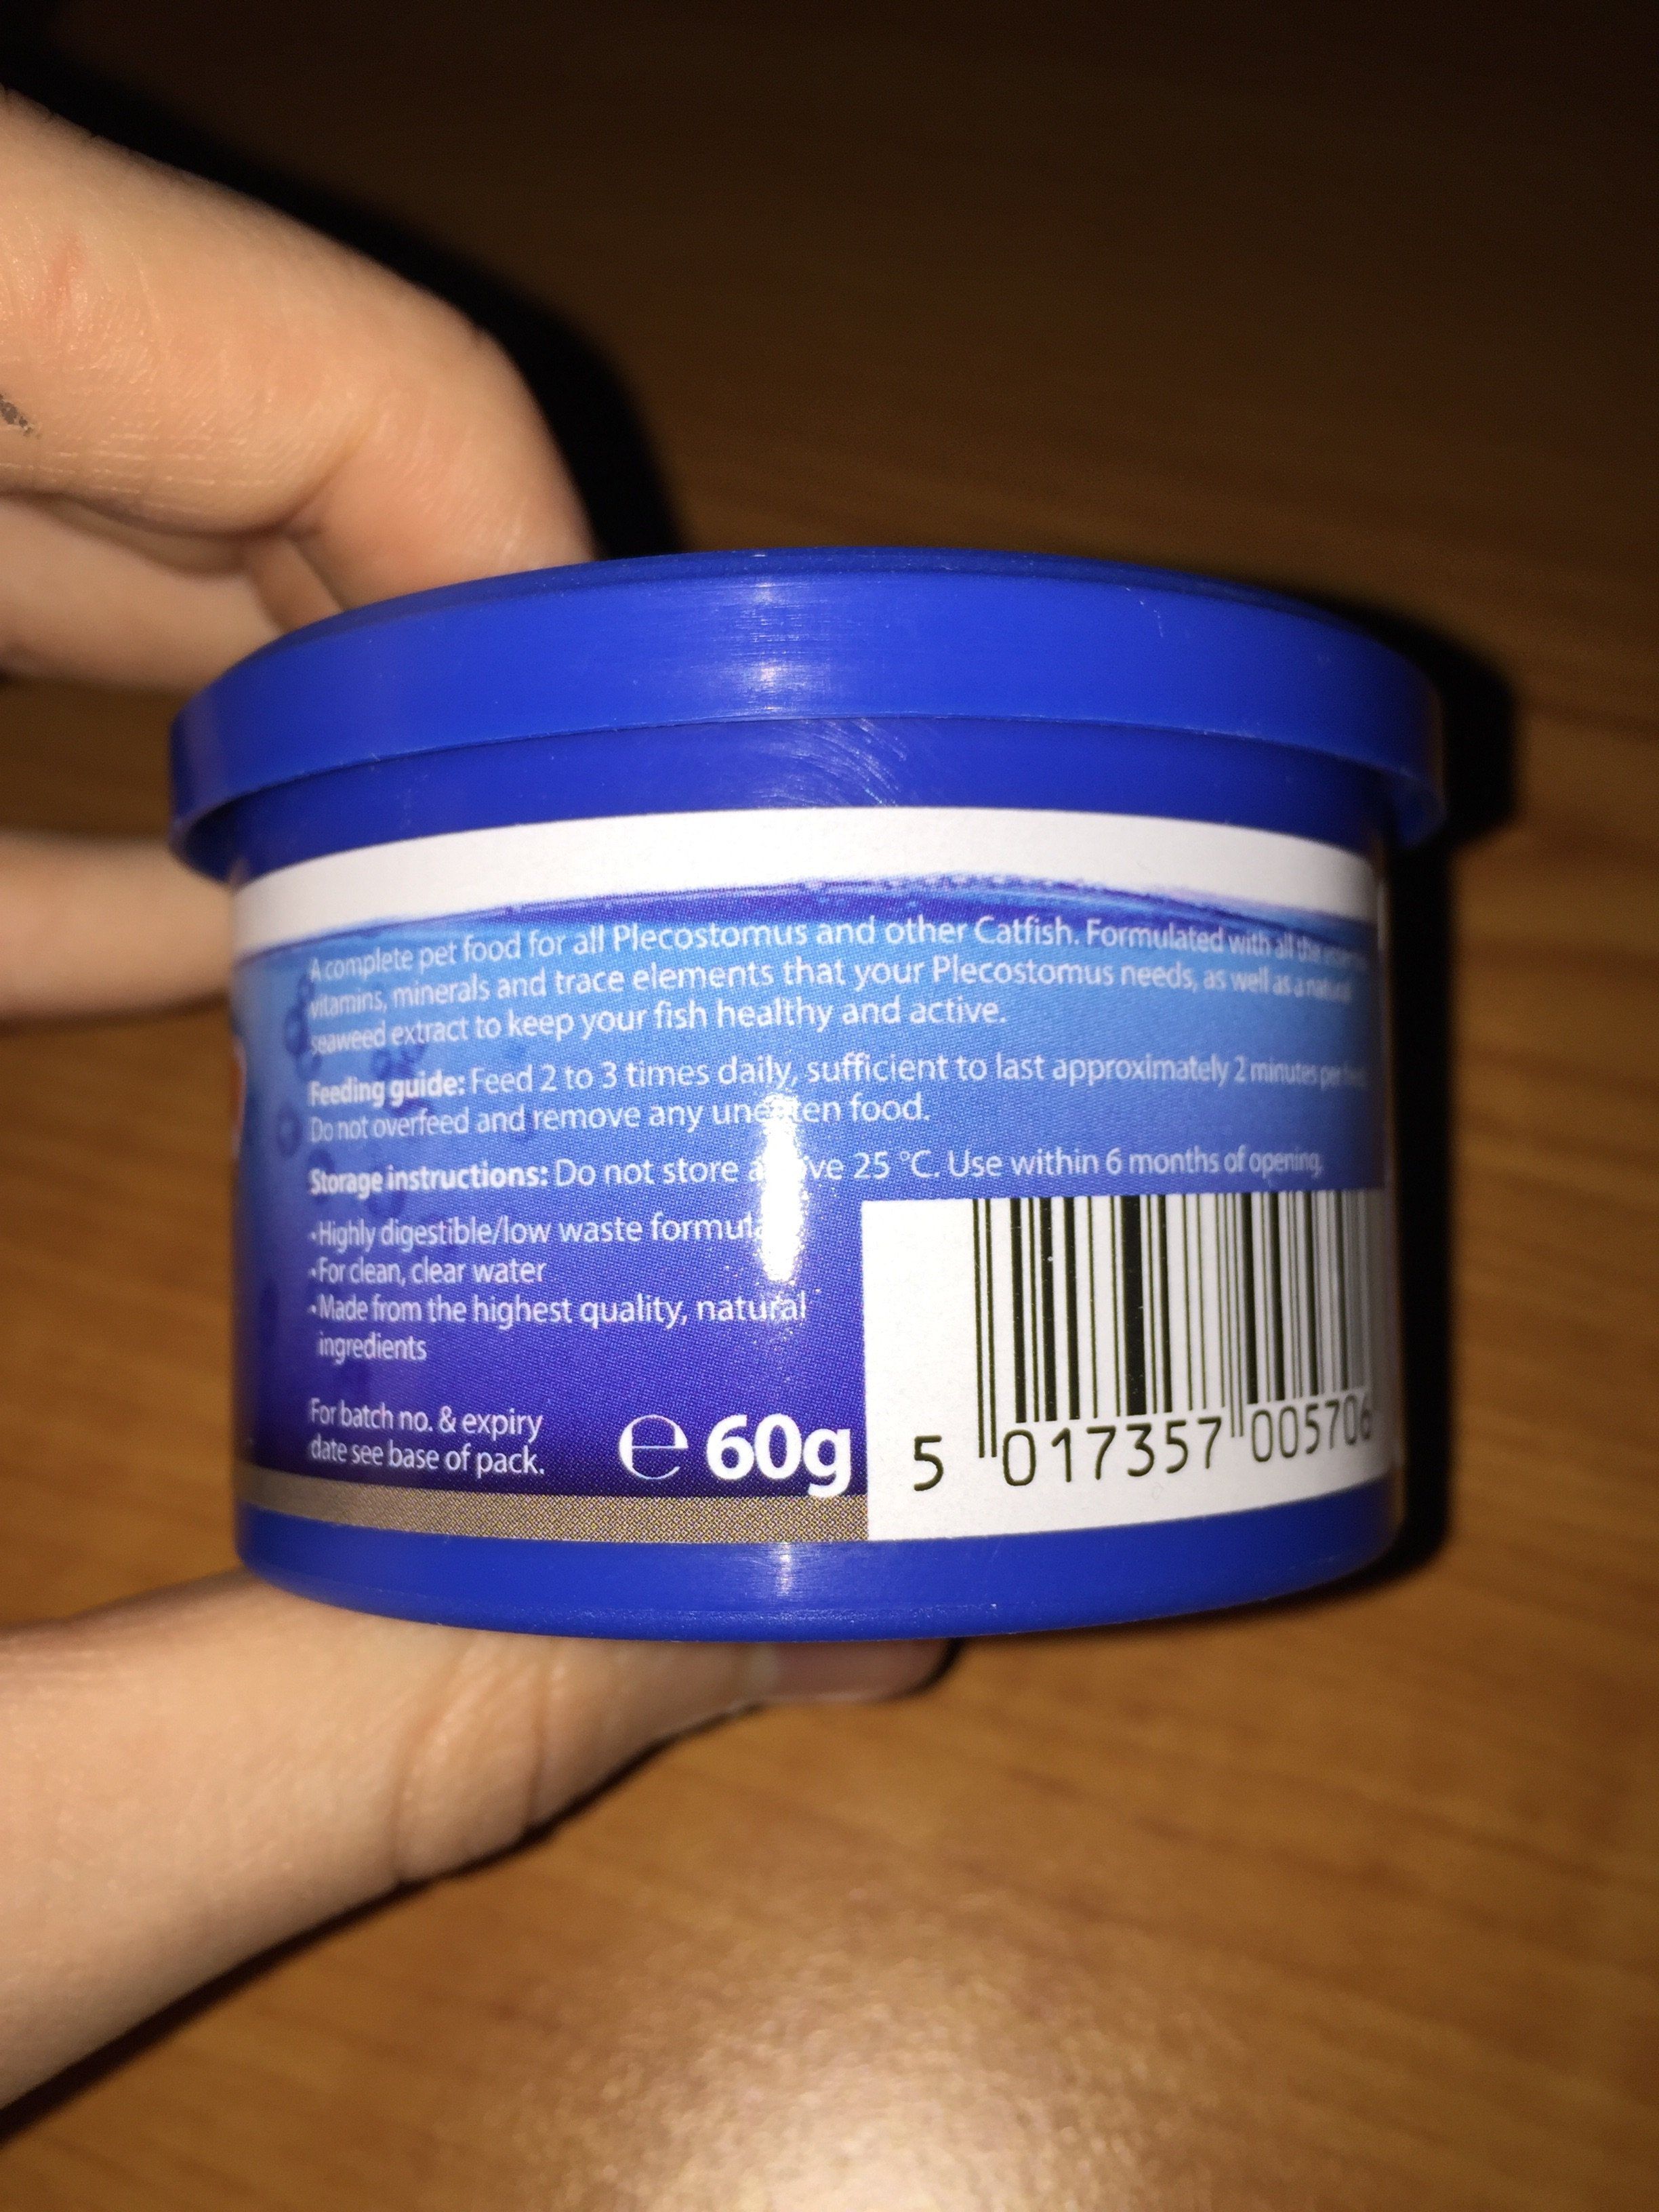 A complete pet food for all Plecostomus and other Catfish. Formulated with all the
vitamins, minerals and trace elements that your Plecostomus needs, as well as a natural
seaweed extract to keep your fish healthy and active.
Feeding guide: Feed 2 to 3 times daily, sufficient to last approximately 2 minutes per feed.
Do not overfeed and remove any uneaten food.
Storage instructions: Do not store above 25 °C. Use within 6 months of opening.
•Highly digestible/low waste formula
•For clean, clear water
•Made from the highest quality, natural
ingredients
For batch no. & expiry
date see base of pack.
℮ 60g
5 017357 005706